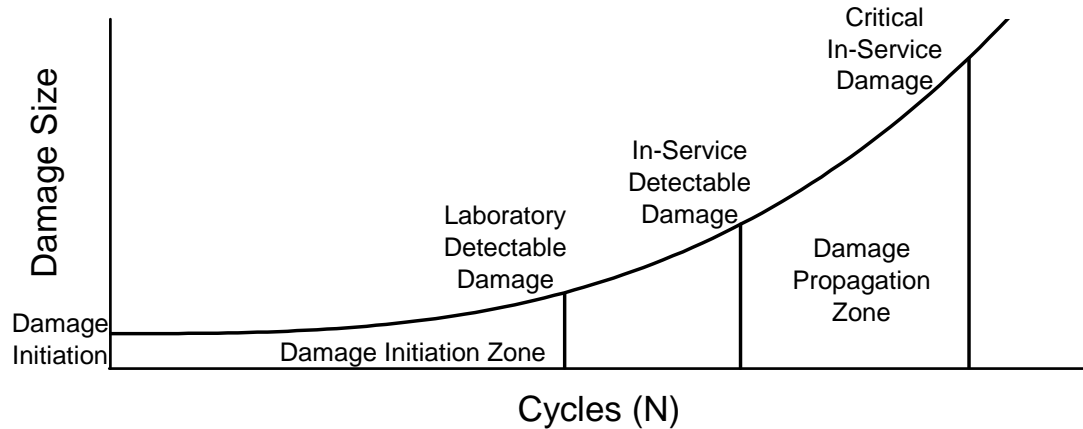 Critical
In-Service
Damage
In-Service
Detectable
Damage
Laboratory
Detectable
Damage
Damage
Propagation
Zone
Damage Size
Damage
Initiation
Damage Initiation Zone
Cycles (N)